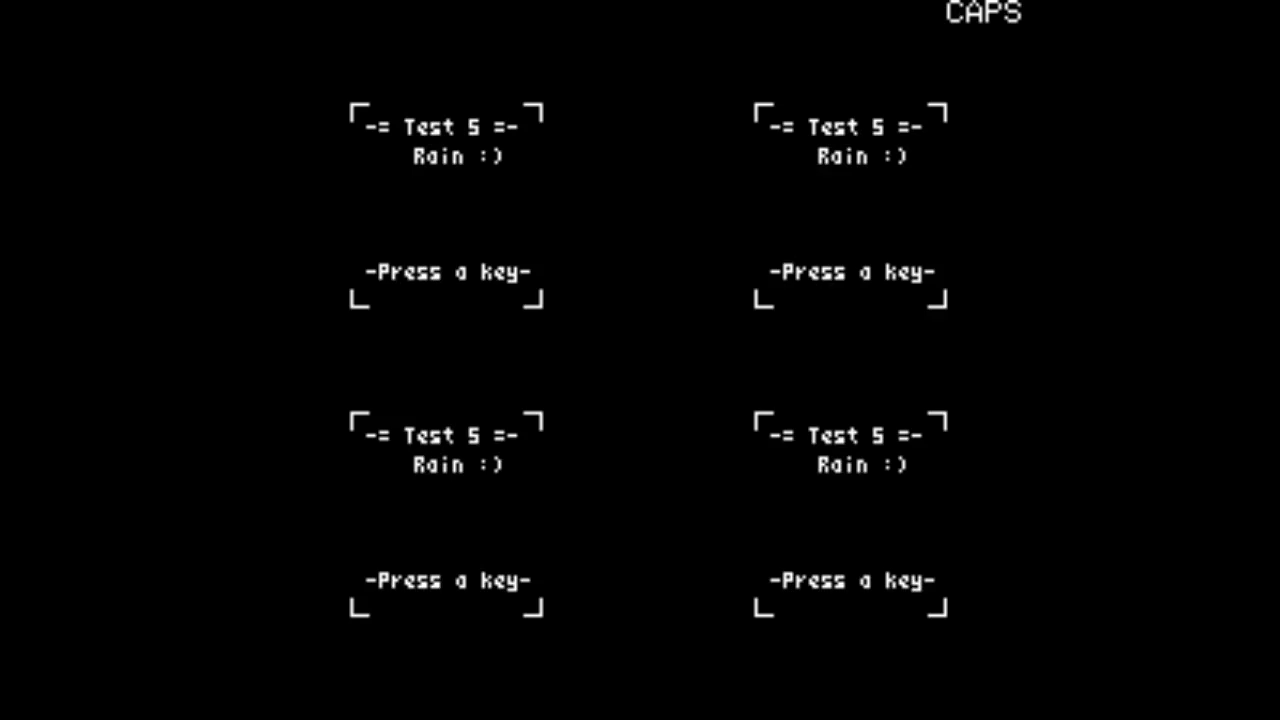 CAPS
-= Test 5 =- -= Test 5 =-
Rain :) Rain :)
-Press a key- -Press a key-
-= Test 5 =- -= Test 5 =-
Rain :) Rain :)
-Press a key- -Press a key-